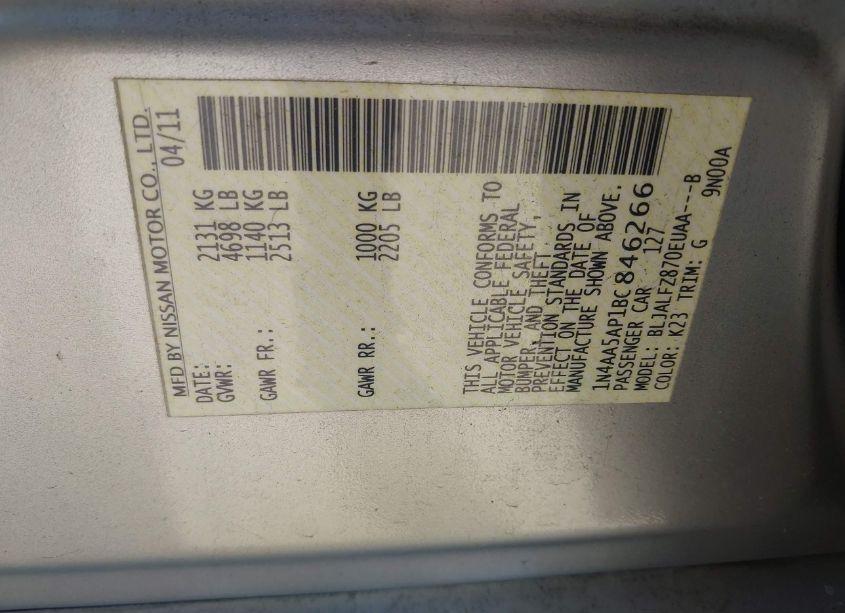 MFD BY NISSAN MOTOR CO., LTD.
DATE: 04/11
GVWR: 2131 KG
4698 LB
GAWR FR.: 1140 KG
2513 LB
GAWR RR.: 1000 KG
2205 LB
THIS VEHICLE CONFORMS TO
ALL APPLICABLE FEDERAL
MOTOR VEHICLE SAFETY,
BUMPER, AND THEFT
PREVENTION STANDARDS IN
EFFECT ON THE DATE OF
MANUFACTURE SHOWN ABOVE.
1N4AA5AP1BC846266
PASSENGER CAR 127
MODEL: BLJALFZ870EUAA---B
COLOR: K23 TRIM: G 9N00A